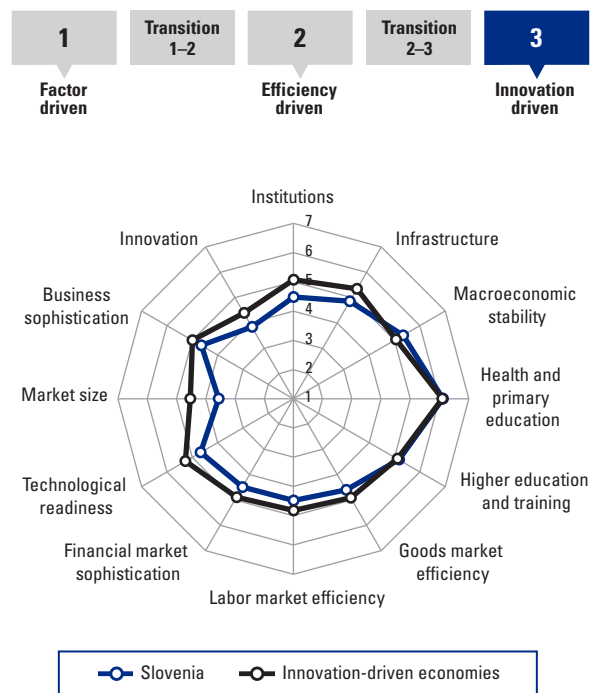 1
Transition
1–2
2
Transition
2–3
3
Factor
driven
Efficiency
driven
Innovation
driven
Institutions
7
Innovation
Infrastructure
6
5
Business
sophistication
Macroeconomic
stability
4
3
2
Market size
1
Health and
primary
education
Technological
readiness
Higher education
and training
Financial market
sophistication
Goods market
efficiency
Labor market efficiency
Slovenia
Innovation-driven economies